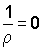 1/ρ = 0